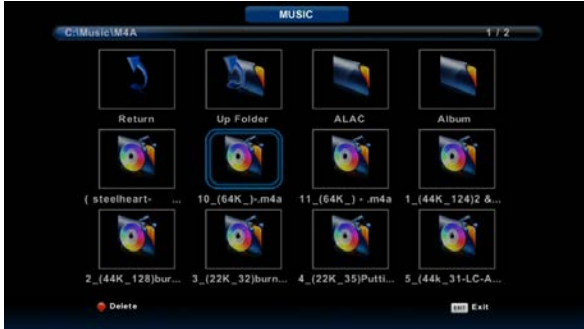 MUSIC
C:\Music\M4A 1 / 2
Return Up Folder ALAC Album
( steelheart- ... 10_(64K_)-.m4a 11_(64K_) - .m4a 1_(44K_124)2 &...
2_(44K_128)bur... 3_(22K_32)burn... 4_(22K_35)Putti... 5_(44k_31-LC-A...
Delete EXIT Exit